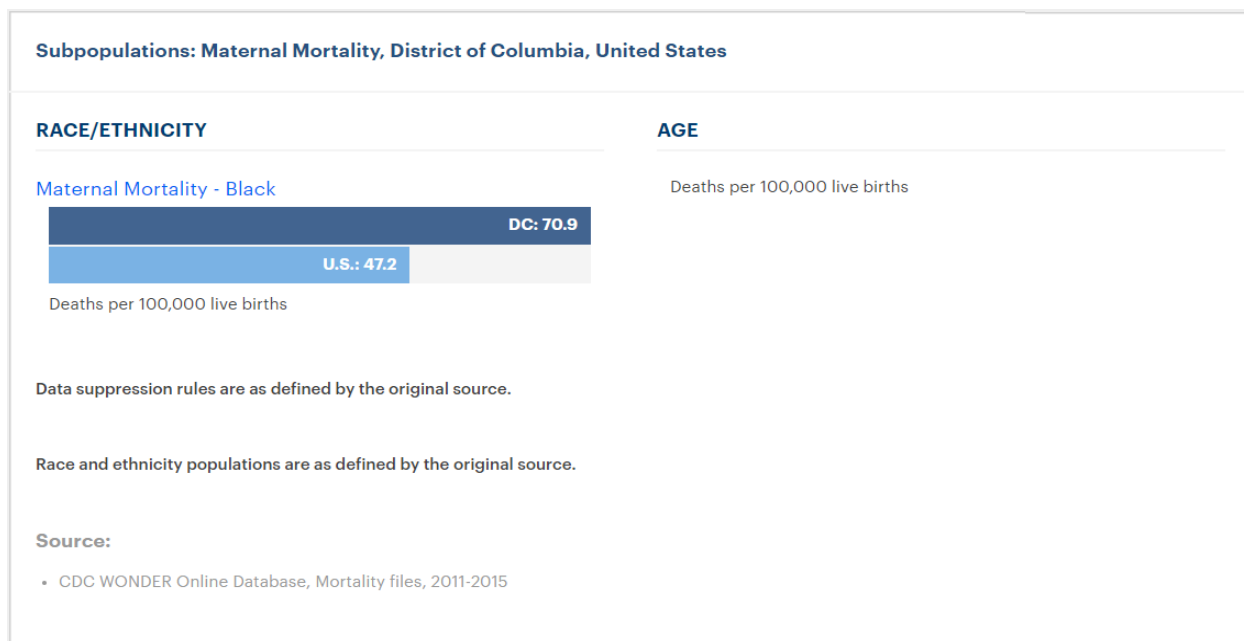 Subpopulations: Maternal Mortality, District of Columbia, United States
RACE/ETHNICITY
Maternal Mortality - Black
DC: 70.9
U.S.: 47.2
Deaths per 100,000 live births
Data suppression rules are as defined by the original source.
Race and ethnicity populations are as defined by the original source.
Source:
• CDC WONDER Online Database, Mortality files, 2011-2015
AGE
Deaths per 100,000 live births